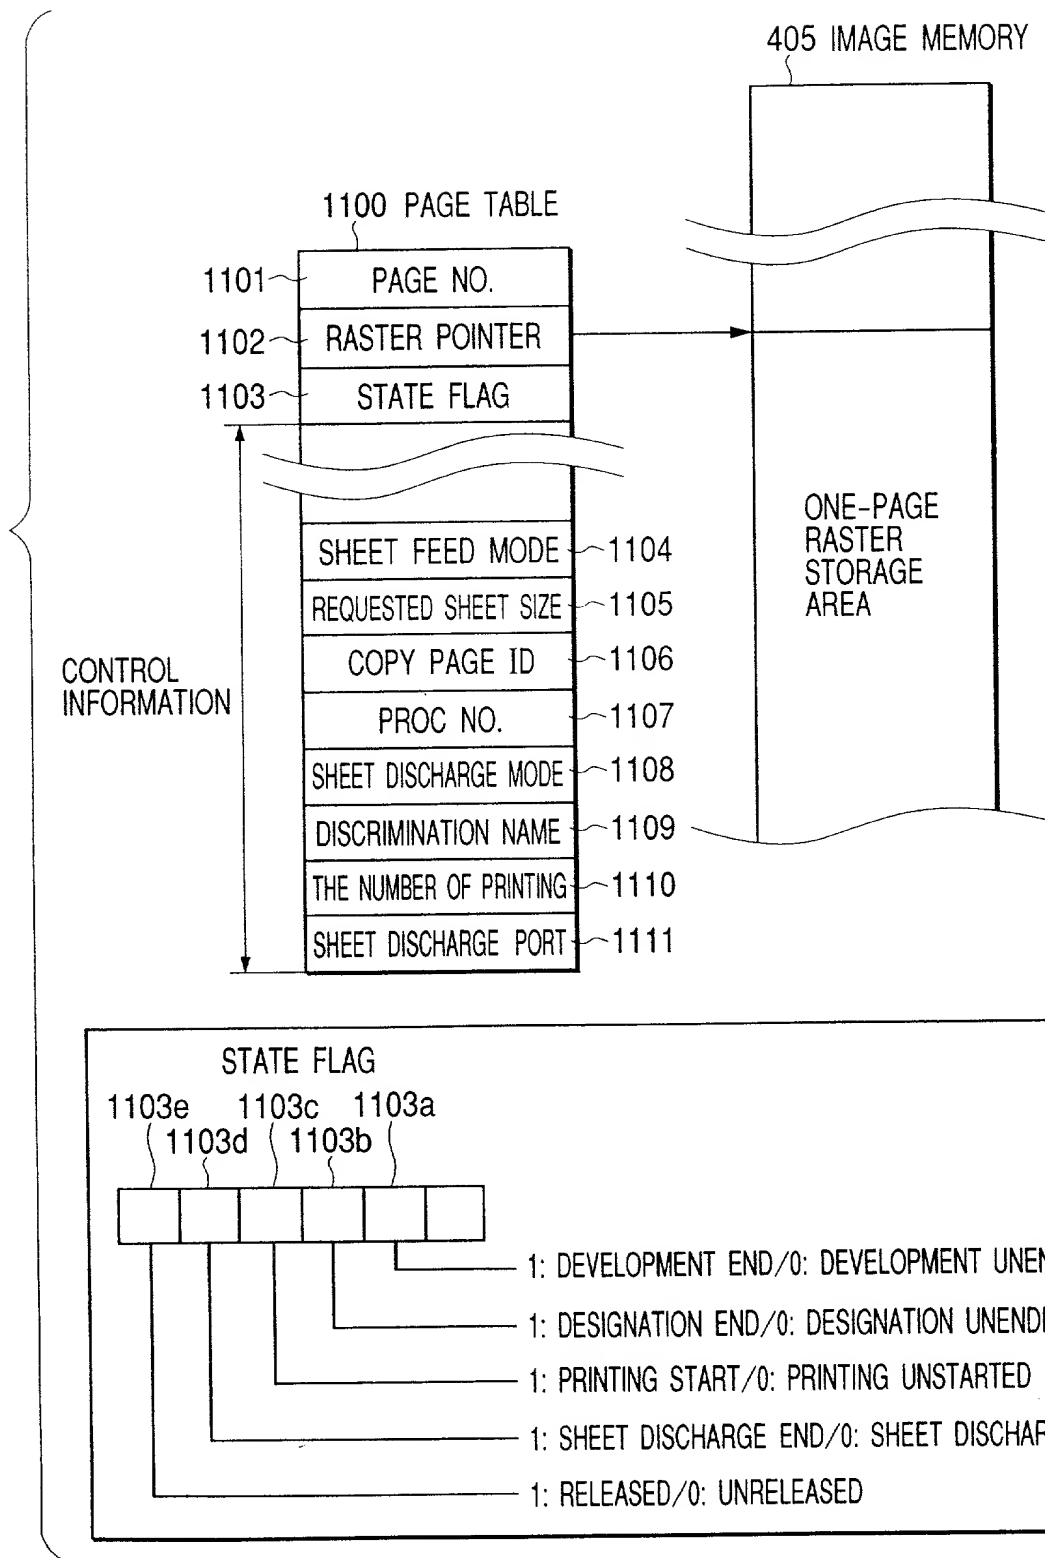 405 IMAGE MEMORY
1100 PAGE TABLE
1101
PAGE NO.
1102
RASTER POINTER
1103
STATE FLAG
ONE-PAGE
RASTER
STORAGE
AREA
SHEET FEED MODE
1104
REQUESTED SHEET SIZE
1105
COPY PAGE ID
1106
CONTROL
INFORMATION
PROC NO.
1107
SHEET DISCHARGE MODE
1108
DISCRIMINATION NAME
1109
THE NUMBER OF PRINTING
1110
SHEET DISCHARGE PORT
1111
STATE FLAG
1103e
1103c
1103a
1103d
1103b
1: DEVELOPMENT END/0: DEVELOPMENT UNEN
1: DESIGNATION END/0: DESIGNATION UNENDE
1: PRINTING START/0: PRINTING UNSTARTED
1: SHEET DISCHARGE END/0: SHEET DISCHAR
1: RELEASED/0: UNRELEASED